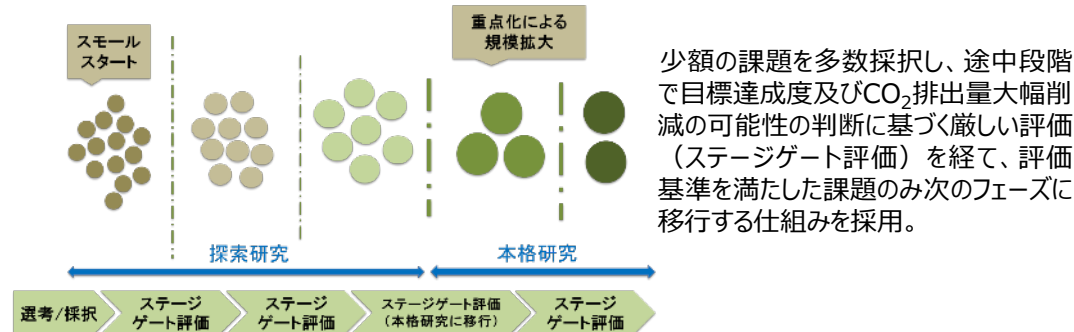 スモール
スタート
重点化による
規模拡大
少額の課題を多数採択し、途中段階
で目標達成度及びCO₂排出量大幅削
減の可能性の判断に基づく厳しい評価
（ステージゲート評価）を経て、評価
基準を満たした課題のみ次のフェーズに
移行する仕組みを採用。
探索研究
本格研究
選考/採択
ステージ
ゲート評価
ステージ
ゲート評価
ステージゲート評価
（本格研究に移行）
ステージ
ゲート評価